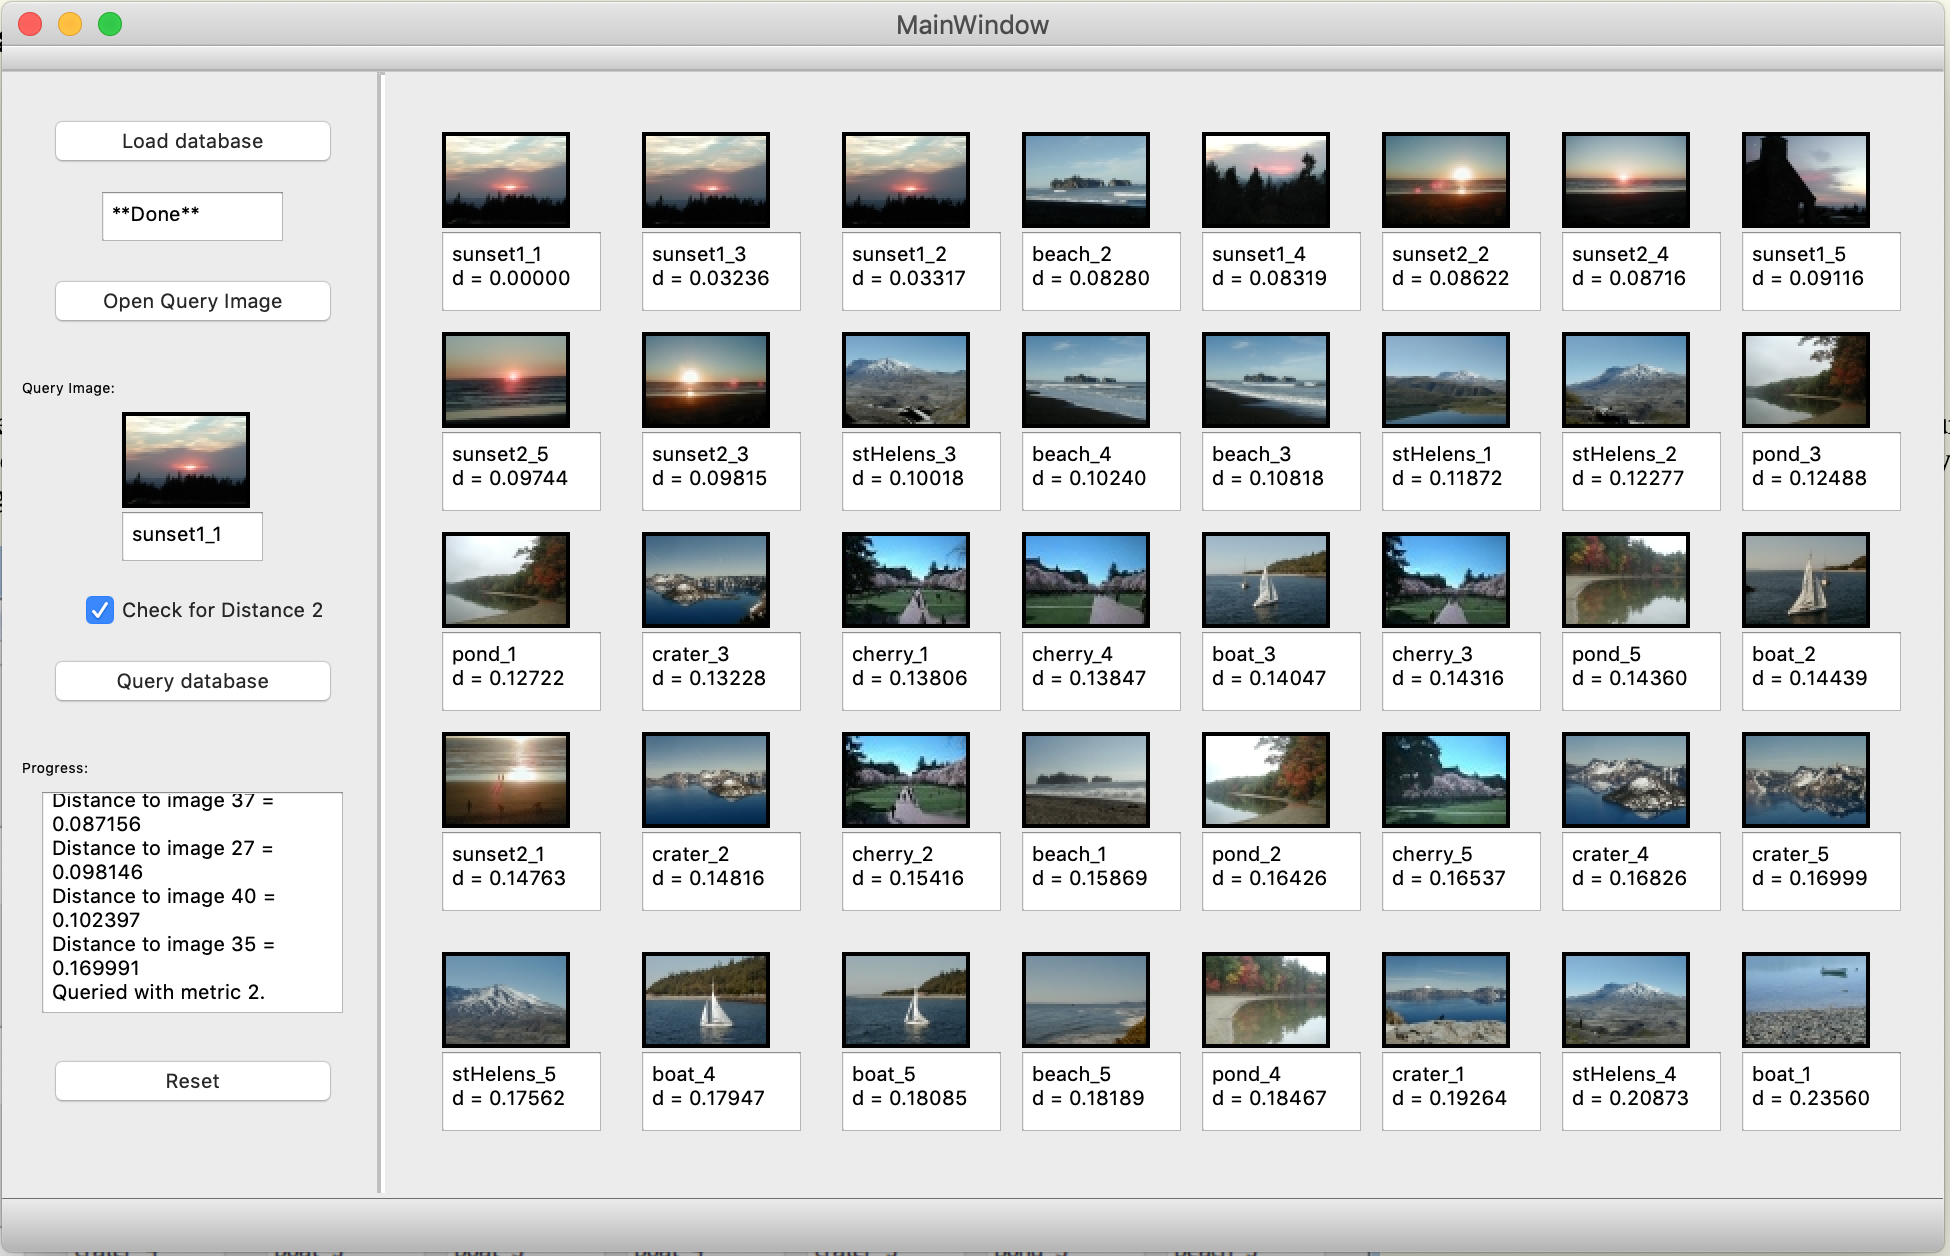 MainWindow
Load database
**Done**
Open Query Image
Query Image:
sunset1_1
Check for Distance 2
Query database
Progress:
Distance to image 37 =
0.087156
Distance to image 27 =
0.098146
Distance to image 40 =
0.102397
Distance to image 35 =
0.169991
Queried with metric 2.
Reset
sunset1_1
d = 0.00000
sunset1_3
d = 0.03236
sunset1_2
d = 0.03317
beach_2
d = 0.08280
sunset1_4
d = 0.08319
sunset2_2
d = 0.08622
sunset2_4
d = 0.08716
sunset1_5
d = 0.09116
sunset2_5
d = 0.09744
sunset2_3
d = 0.09815
stHelens_3
d = 0.10018
beach_4
d = 0.10240
beach_3
d = 0.10818
stHelens_1
d = 0.11872
stHelens_2
d = 0.12277
pond_3
d = 0.12488
pond_1
d = 0.12722
crater_3
d = 0.13228
cherry_1
d = 0.13806
cherry_4
d = 0.13847
boat_3
d = 0.14047
cherry_3
d = 0.14316
pond_5
d = 0.14360
boat_2
d = 0.14439
sunset2_1
d = 0.14763
crater_2
d = 0.14816
cherry_2
d = 0.15416
beach_1
d = 0.15869
pond_2
d = 0.16426
cherry_5
d = 0.16537
crater_4
d = 0.16826
crater_5
d = 0.16999
stHelens_5
d = 0.17562
boat_4
d = 0.17947
boat_5
d = 0.18085
beach_5
d = 0.18189
pond_4
d = 0.18467
crater_1
d = 0.19264
stHelens_4
d = 0.20873
boat_1
d = 0.23560